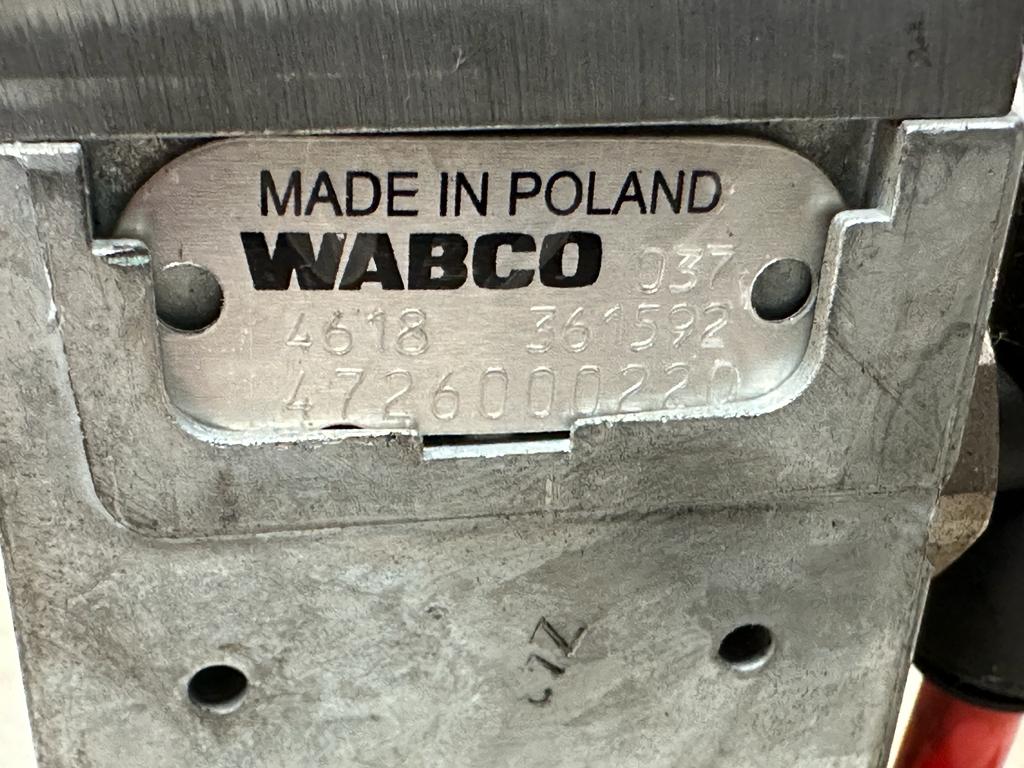 MADE IN POLAND
WABCO 037
4618 361592
4726000220